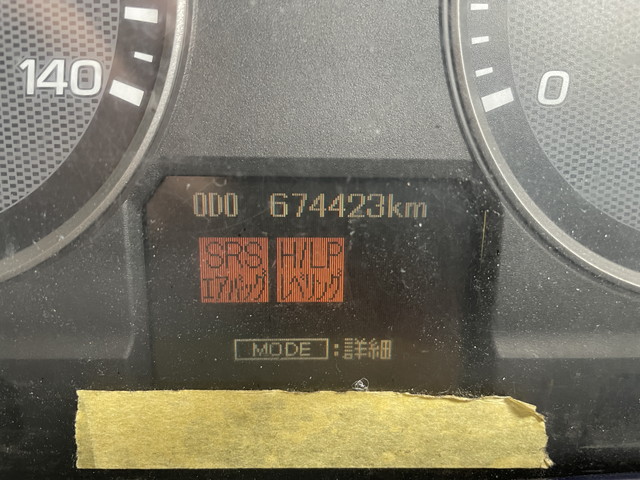 140
0
ODO 674423km
SRS H/LP
エアバッグ レベリング
MODE :詳細